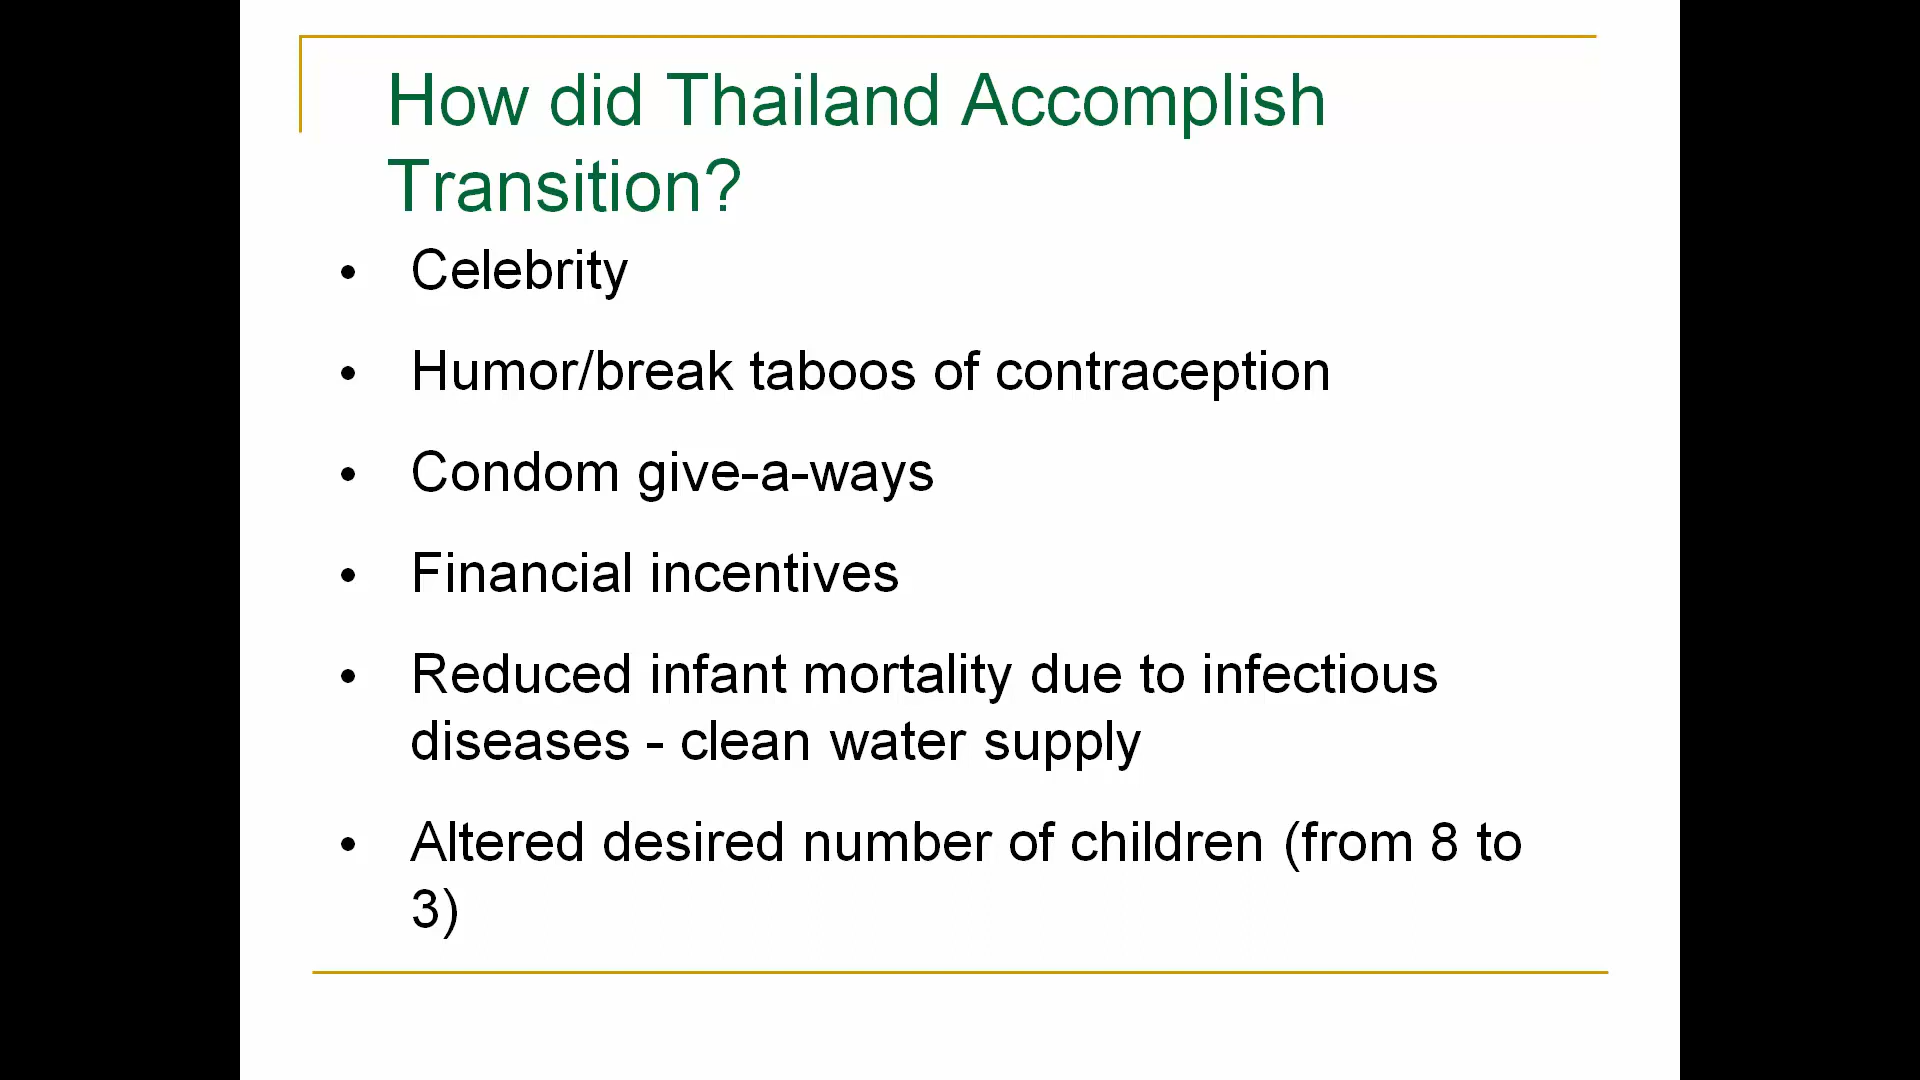 How did Thailand Accomplish
Transition?
• Celebrity
• Humor/break taboos of contraception
• Condom give-a-ways
• Financial incentives
• Reduced infant mortality due to infectious
diseases - clean water supply
• Altered desired number of children (from 8 to
3)